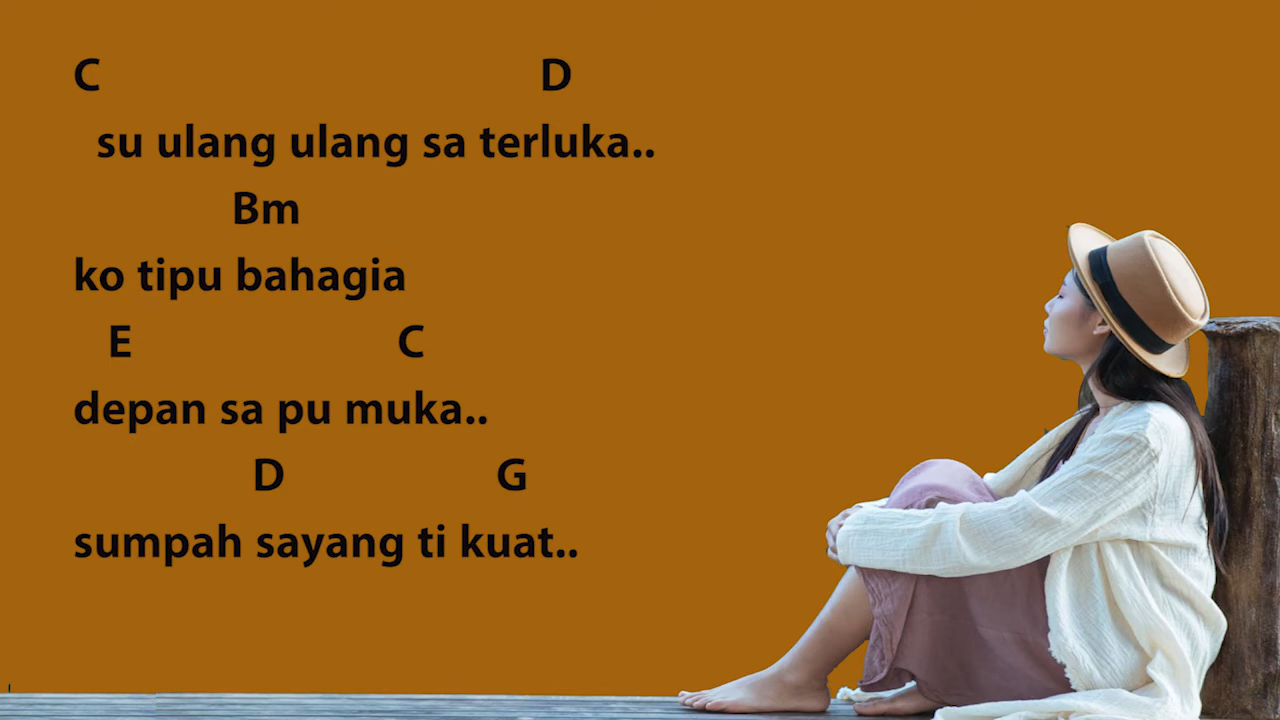 C D
su ulang ulang sa terluka..
Bm
ko tipu bahagia
E C
depan sa pu muka..
D G
sumpah sayang ti kuat..